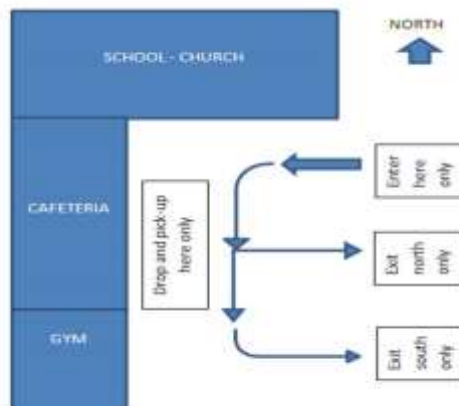 NORTH
SCHOOL - CHURCH
Enter
here
only
CAFETERIA
Drop and pick-up
here only
Exit
north
only
GYM
Exit
south
only